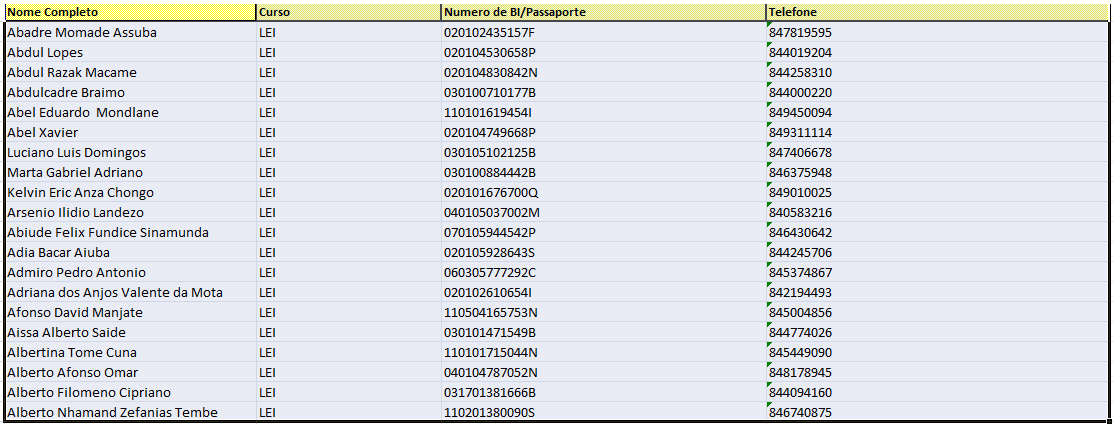 Nome Completo Curso Numero de BI/Passaporte Telefone
Abadre Momade Assuba LEI 020102435157F 847819595
Abdul Lopes LEI 020104530658P 844019204
Abdul Razak Macame LEI 020104830842N 844258310
Abdulcadre Braimo LEI 030100710177B 844000220
Abel Eduardo  Mondlane LEI 110101619454I 849450094
Abel Xavier LEI 020104749668P 849311114
Luciano Luis Domingos LEI 030105102125B 847406678
Marta Gabriel Adriano LEI 030100884442B 846375948
Kelvin Eric Anza Chongo LEI 020101676700Q 849010025
Arsenio Ilidio Landezo LEI 040105037002M 840583216
Abiude Felix Fundice Sinamunda LEI 070105944542P 846430642
Adia Bacar Aiuba LEI 020105928643S 844245706
Admiro Pedro Antonio LEI 060305777292C 845374867
Adriana dos Anjos Valente da Mota LEI 020102610654I 842194493
Afonso David Manjate LEI 110504165753N 845004856
Aissa Alberto Saide LEI 030101471549B 844774026
Albertina Tome Cuna LEI 110101715044N 845449090
Alberto Afonso Omar LEI 040104787052N 848178945
Alberto Filomeno Cipriano LEI 031701381666B 844094160
Alberto Nhamand Zefanias Tembe LEI 110201380090S 846740875